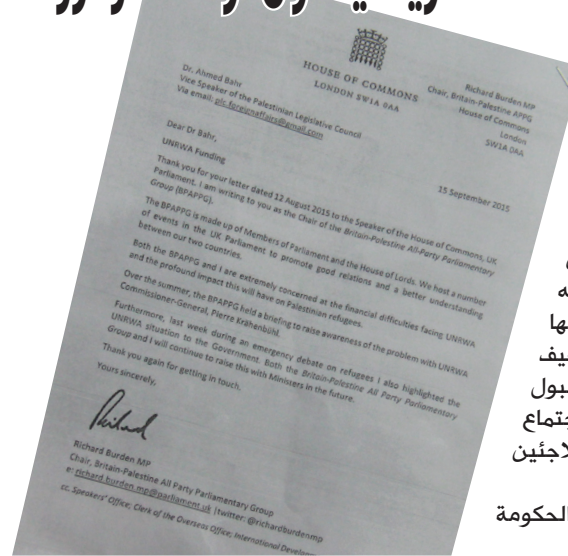 HOUSE OF COMMONS
LONDON SW1A 0AA
Richard Burden MP
Chair, Britain-Palestine APPG
House of Commons
London
SW1A 0AA
Dr. Ahmed Bahr
Vice Speaker of the Palestinian Legislative Council
Via email: plc.foreignaffairs@gmail.com
15 September 2015
Dear Dr Bahr,
UNRWA Funding
Thank you for your letter dated 12 August 2015 to the Speaker of the House of Commons, UK
Parliament. I am writing to you as the Chair of the Britain-Palestine All-Party Parliamentary
Group (BPAPPG).
The BPAPPG is made up of Members of Parliament and the House of Lords. We host a number
of events in the UK Parliament to promote good relations and a better understanding
between our two countries.
Both the BPAPPG and I are extremely concerned at the financial difficulties facing UNRWA
and the profound impact this will have on Palestinian refugees.
Over the summer, the BPAPPG held a briefing to raise awareness of the problem with UNRWA
Commissioner-General, Pierre Krähenbühl.
Furthermore, last week during an emergency debate on refugees I also highlighted the
UNRWA situation to the Government. Both the Britain-Palestine All Party Parliamentary
Group and I will continue to raise this with Ministers in the future.
Thank you again for getting in touch.
Yours sincerely,
Richard
Richard Burden MP
Chair, Britain-Palestine All Party Parliamentary Group
e: richard.burden.mp@parliament.uk |twitter: @richardburdenmp
cc. Speakers' Office; Clerk of the Overseas Office; International
ه
ها
يف
بول
جتماع
لاجئين
الحكومة